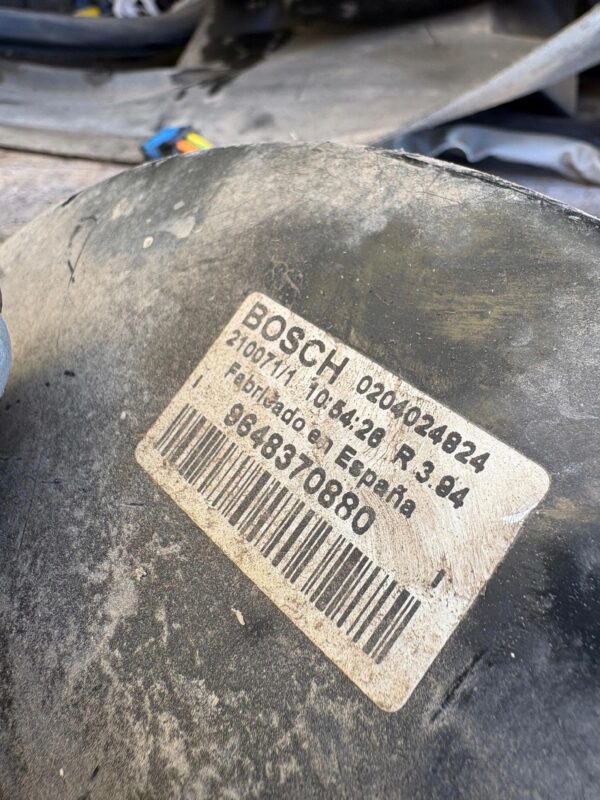 BOSCH 0204024824
210071/1 10:54:26 R 3.94
Fabricado en España
9648370880